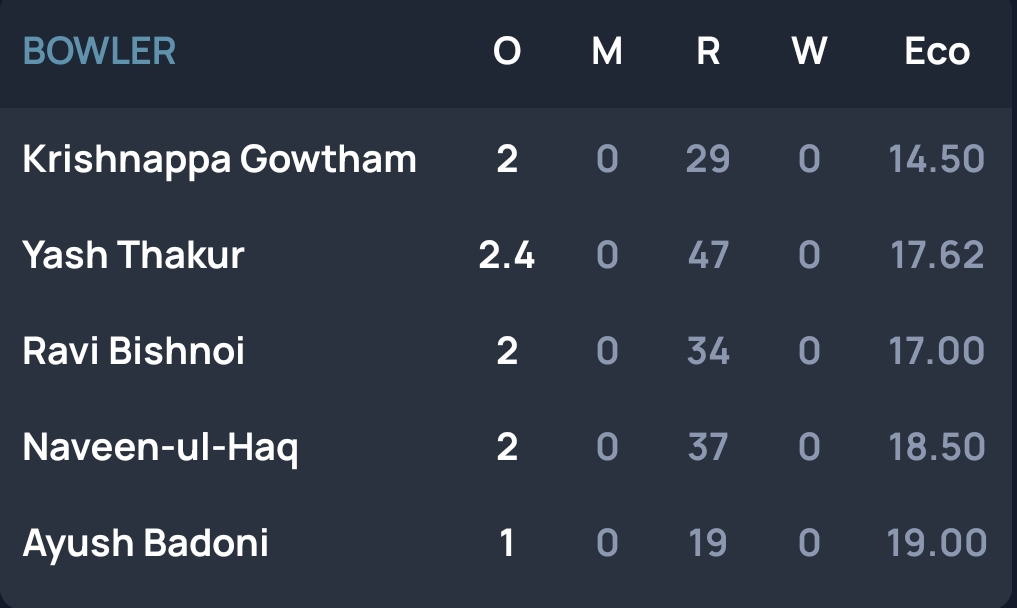 BOWLER O M R W Eco
Krishnappa Gowtham 2 0 29 0 14.50
Yash Thakur 2.4 0 47 0 17.62
Ravi Bishnoi 2 0 34 0 17.00
Naveen-ul-Haq 2 0 37 0 18.50
Ayush Badoni 1 0 19 0 19.00